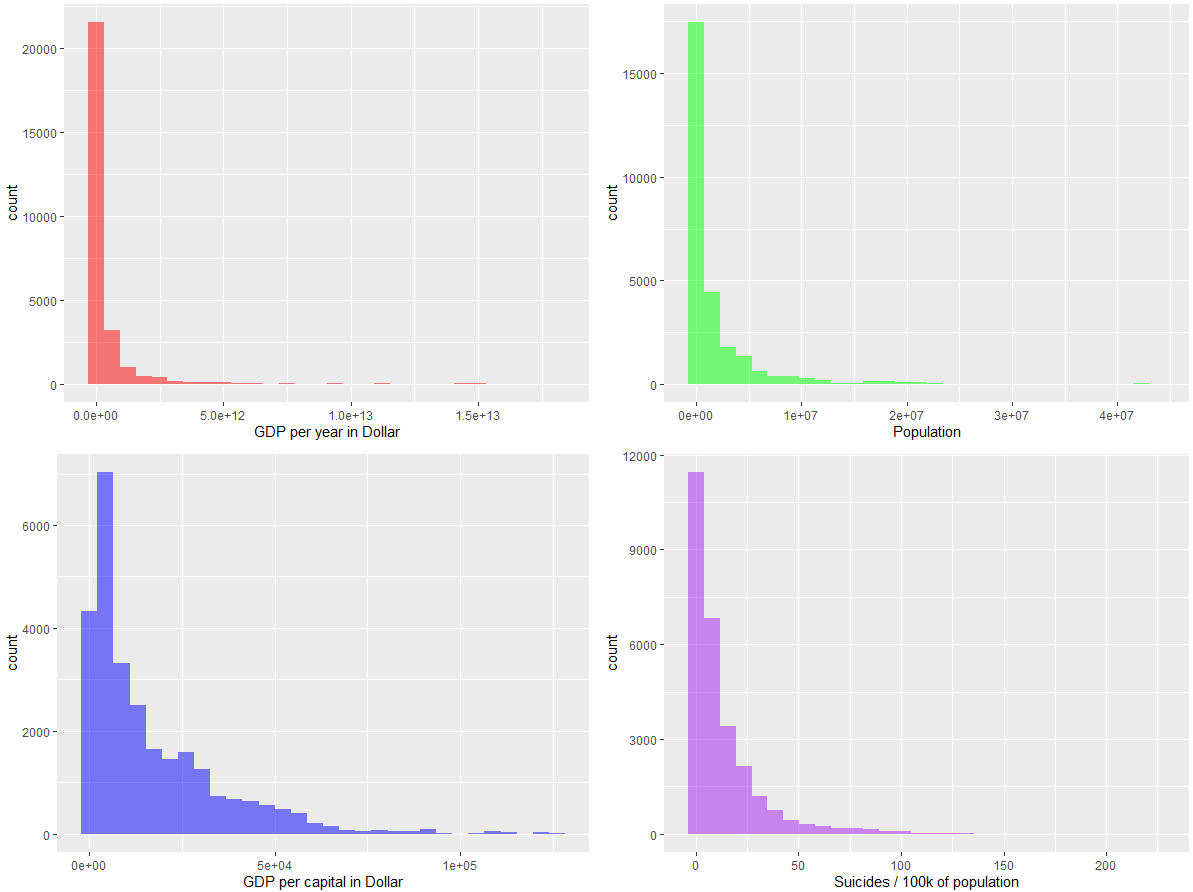 20000
15000
10000
5000
0
count
0.0e+00 5.0e+12 1.0e+13 1.5e+13
GDP per year in Dollar
15000
10000
5000
0
count
0e+00 1e+07 2e+07 3e+07 4e+07
Population
6000
4000
2000
0
count
0e+00 5e+04 1e+05
GDP per capital in Dollar
12000
9000
6000
3000
0
count
0 50 100 150 200
Suicides / 100k of population